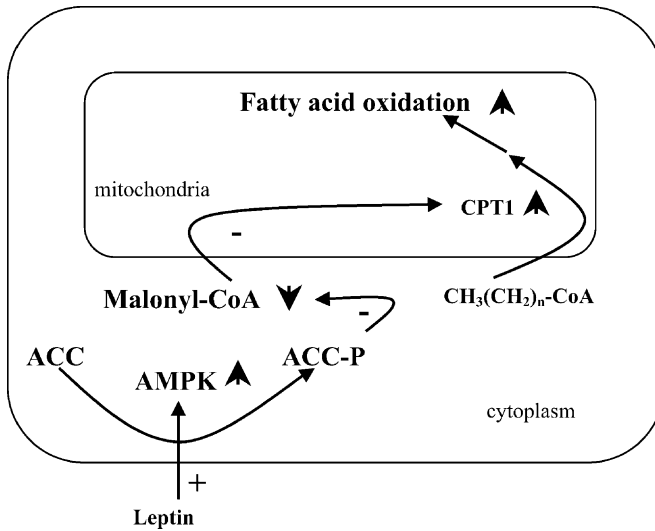 Fatty acid oxidation
mitochondria
CPT1
-
Malonyl-CoA
CH₃(CH₂)ₙ-CoA
-
ACC
AMPK
ACC-P
cytoplasm
+
Leptin